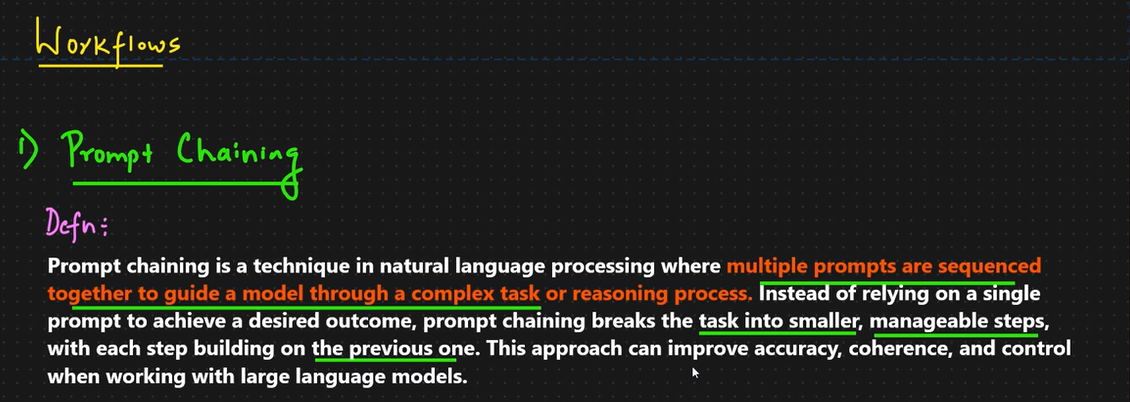 Workflows
1) Prompt Chaining
Defn:
Prompt chaining is a technique in natural language processing where multiple prompts are sequenced
together to guide a model through a complex task or reasoning process. Instead of relying on a single
prompt to achieve a desired outcome, prompt chaining breaks the task into smaller, manageable steps,
with each step building on the previous one. This approach can improve accuracy, coherence, and control
when working with large language models.